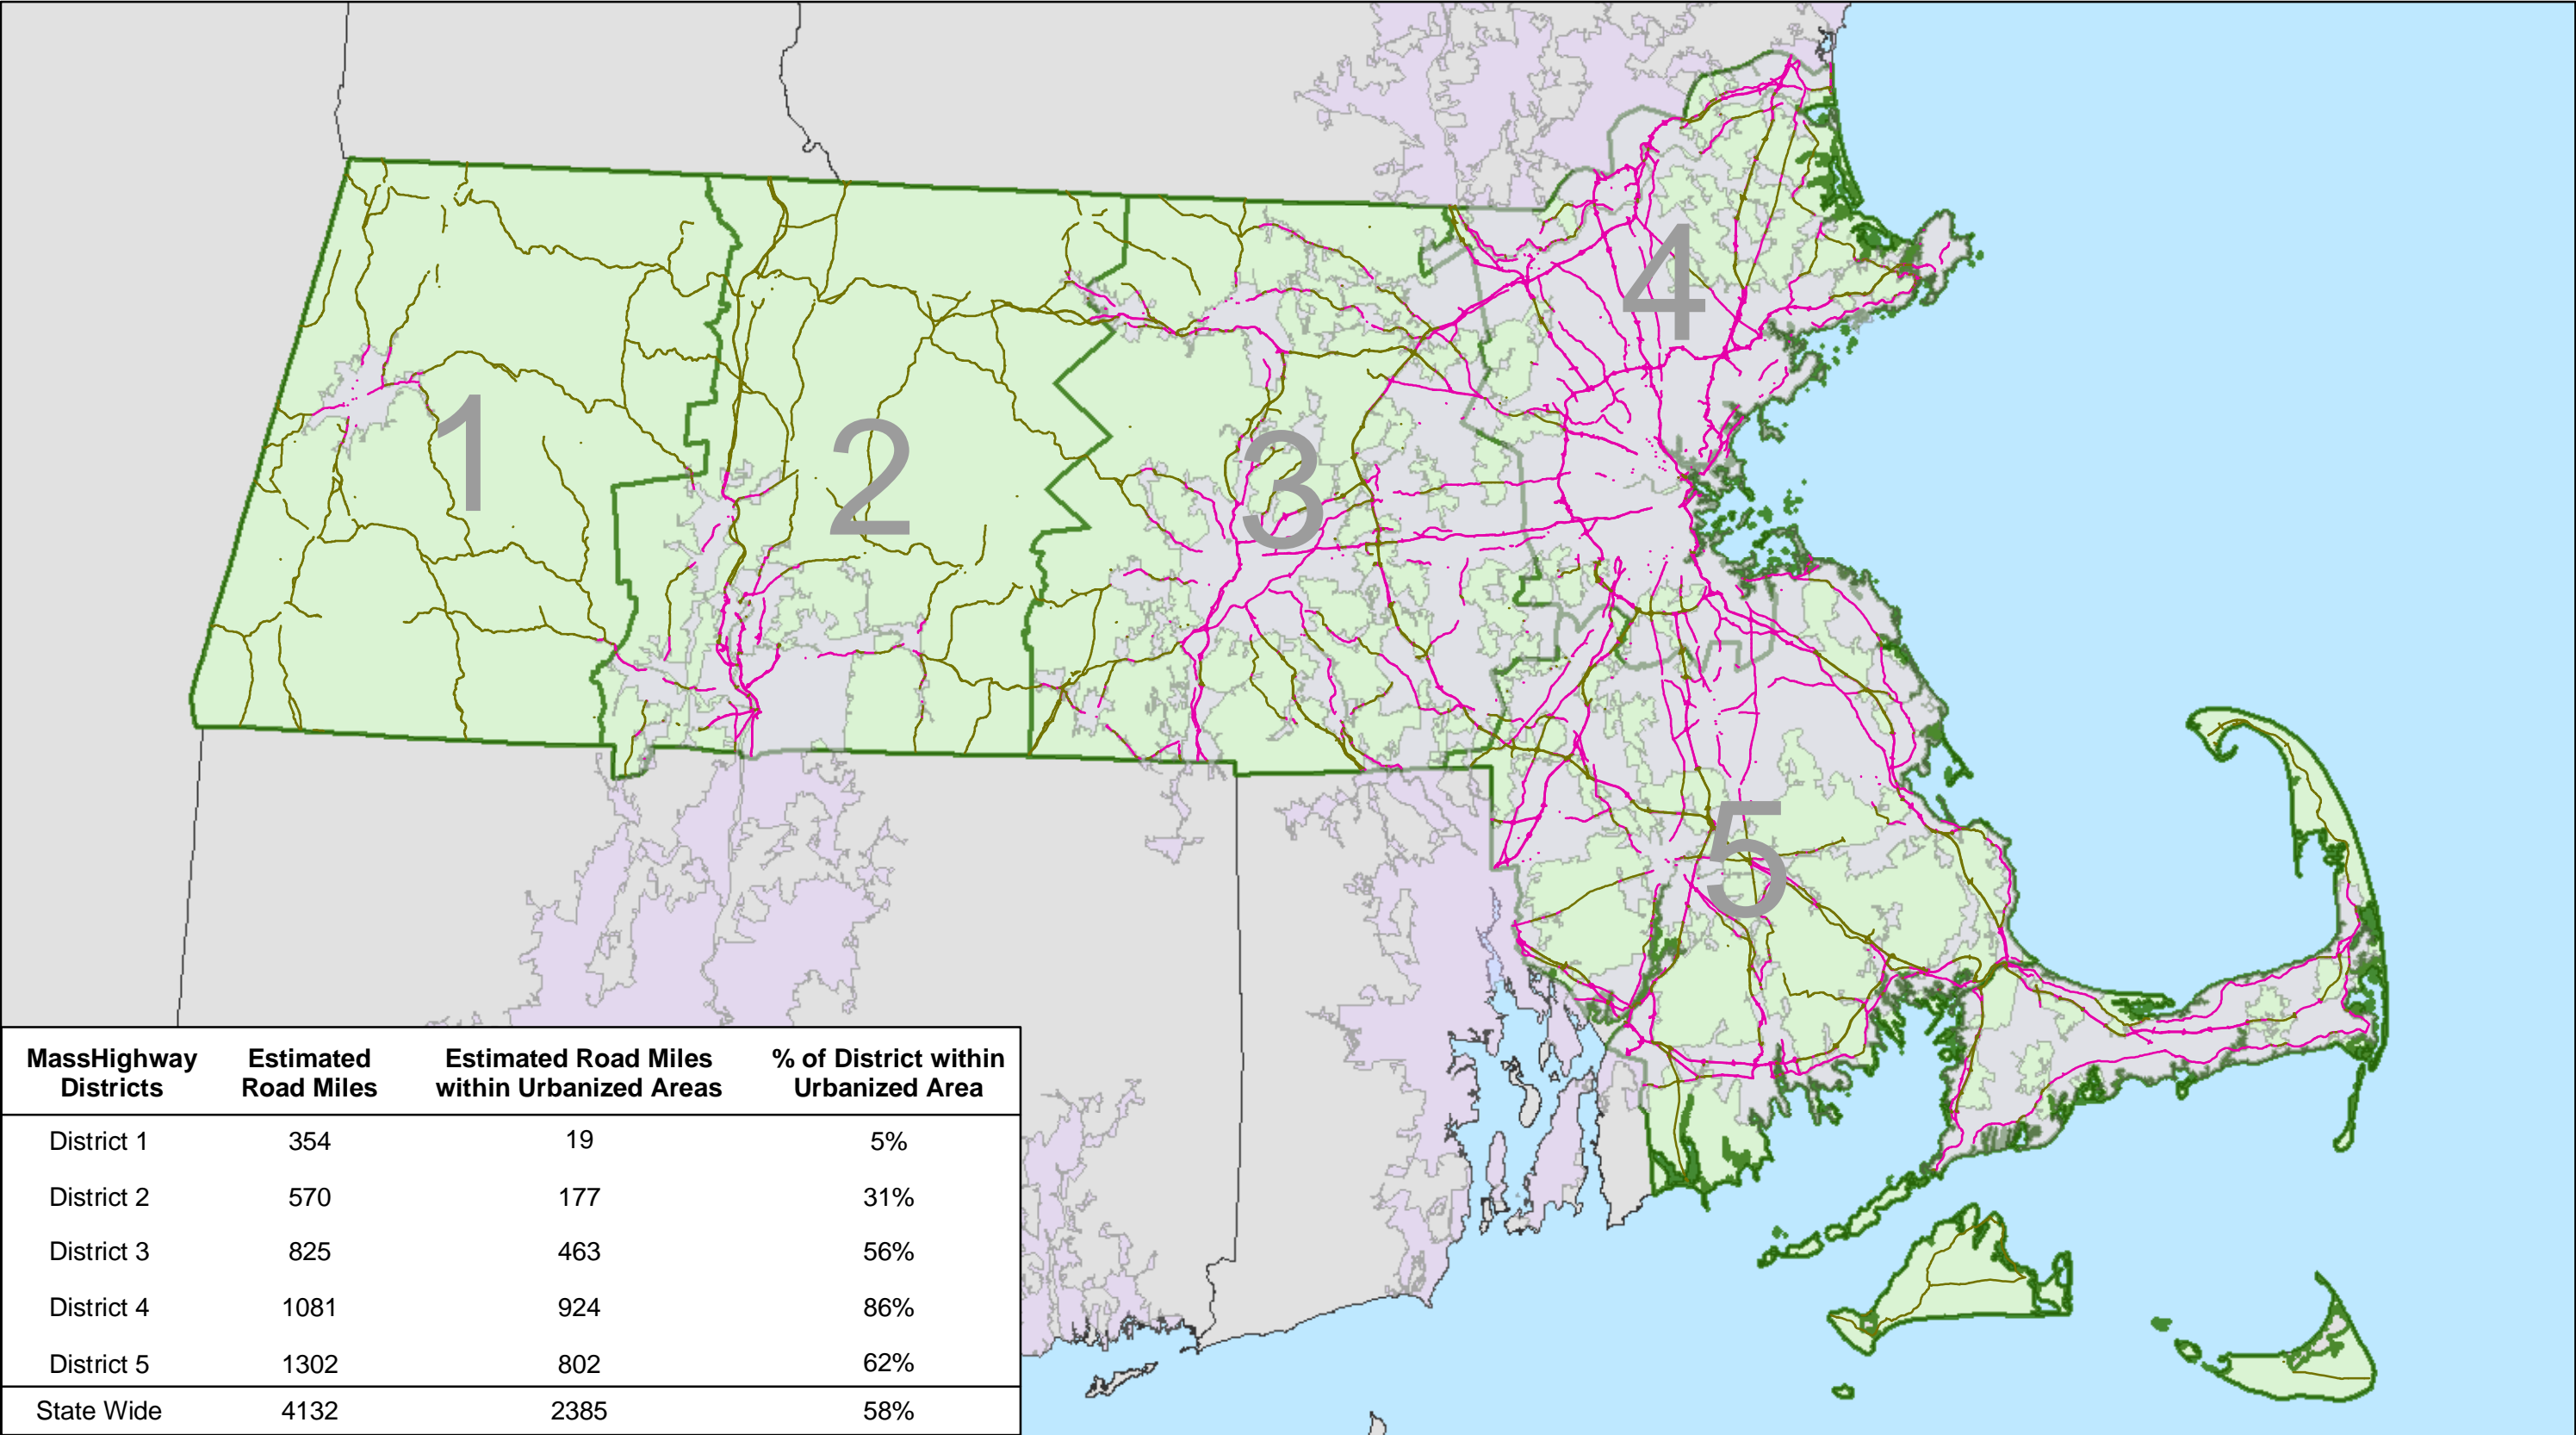 4
1
2
3
5
MassHighway Districts Estimated Road Miles Estimated Road Miles within Urbanized Areas % of District within Urbanized Area
District 1 354 19 5%
District 2 570 177 31%
District 3 825 463 56%
District 4 1081 924 86%
District 5 1302 802 62%
State Wide 4132 2385 58%